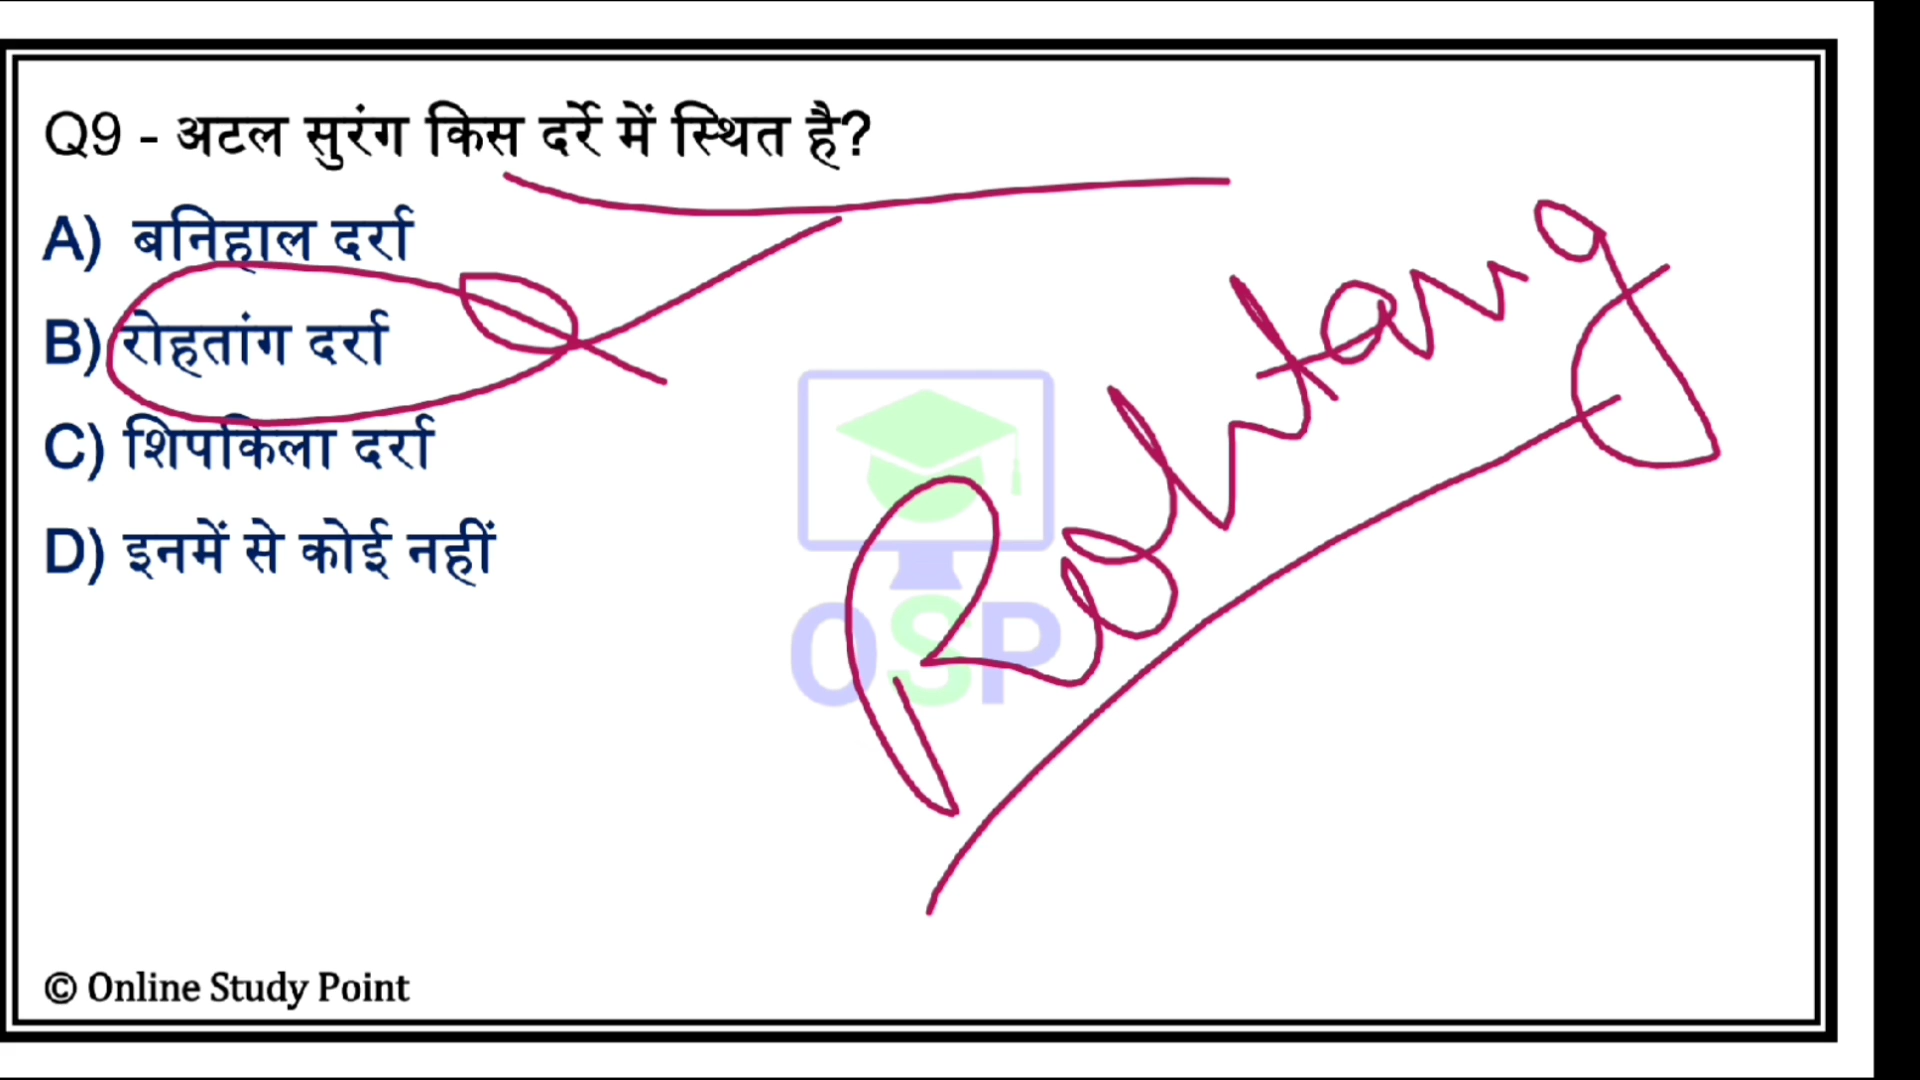 Q9 - अटल सुरंग किस दर्रे में स्थित है?
A) बनिहाल दर्रा
B) रोहतांग दर्रा
C) शिपकिला दर्रा
D) इनमें से कोई नहीं
Rohtang
OSP
© Online Study Point